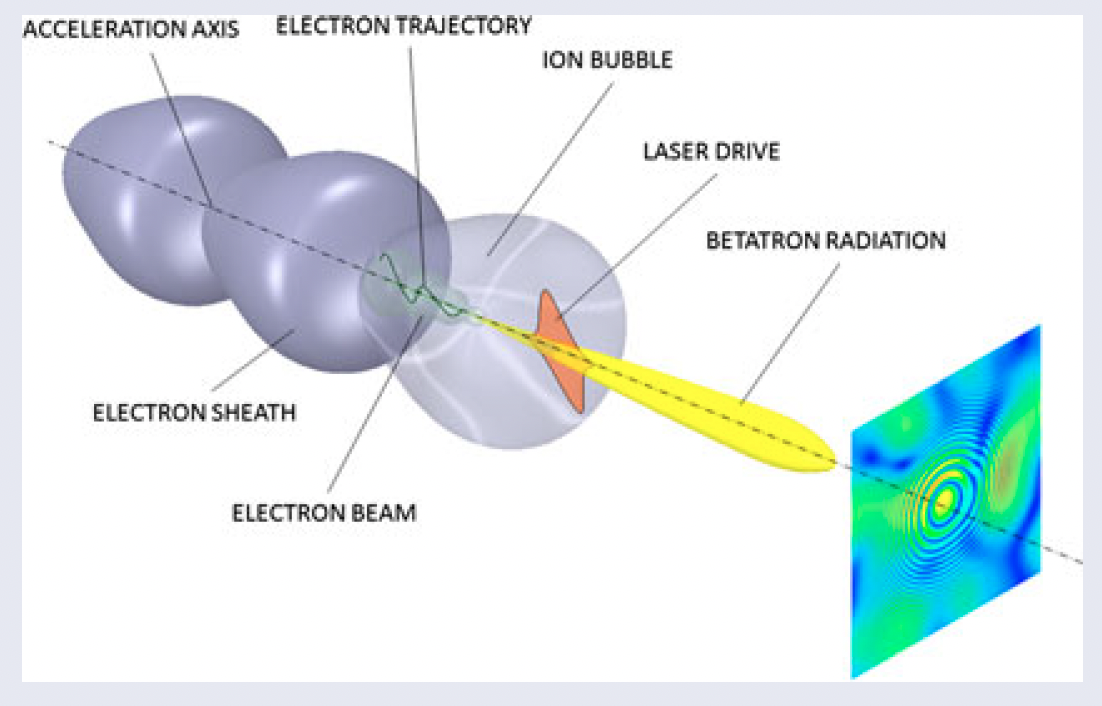 ACCELERATION AXIS
ELECTRON TRAJECTORY
ION BUBBLE
LASER DRIVE
BETATRON RADIATION
ELECTRON SHEATH
ELECTRON BEAM